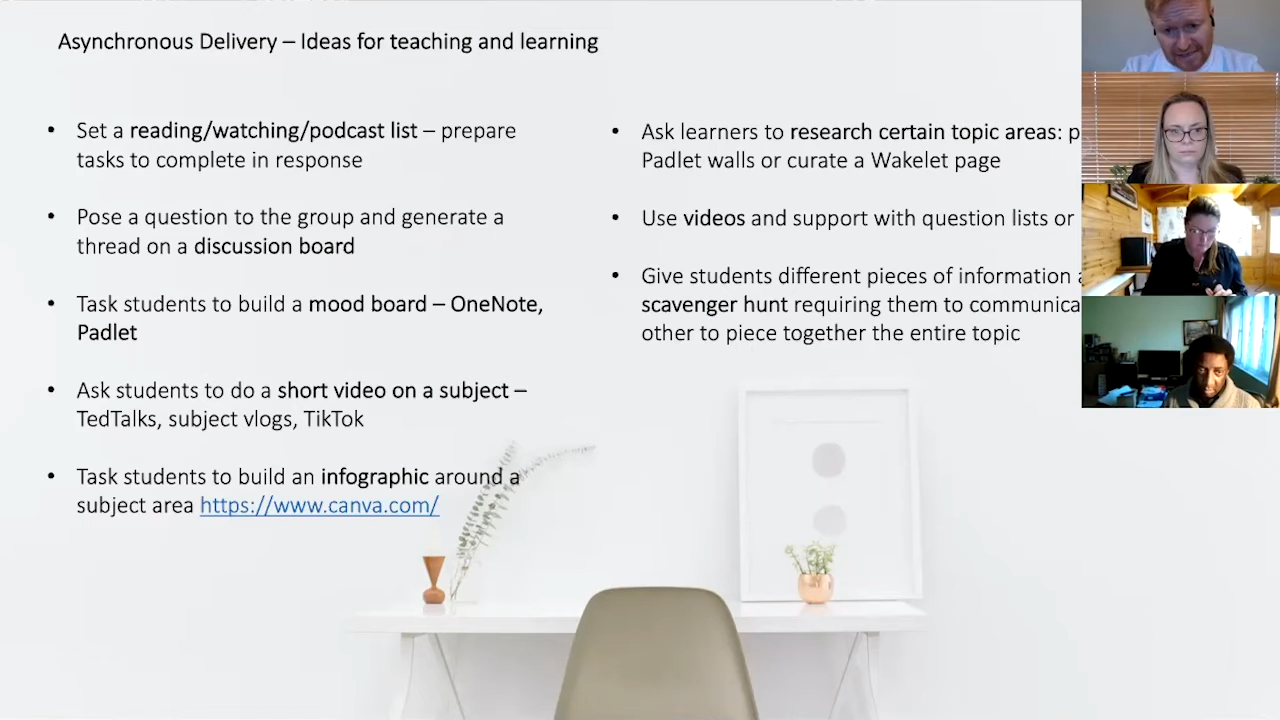 Asynchronous Delivery – Ideas for teaching and learning
• Set a reading/watching/podcast list – prepare
tasks to complete in response
• Pose a question to the group and generate a
thread on a discussion board
• Task students to build a mood board – OneNote,
Padlet
• Ask students to do a short video on a subject –
TedTalks, subject vlogs, TikTok
• Task students to build an infographic around a
subject area https://www.canva.com/
• Ask learners to research certain topic areas:
Padlet walls or curate a Wakelet page
• Use videos and support with question lists or
• Give students different pieces of information
scavenger hunt requiring them to
other to piece together the entire topic